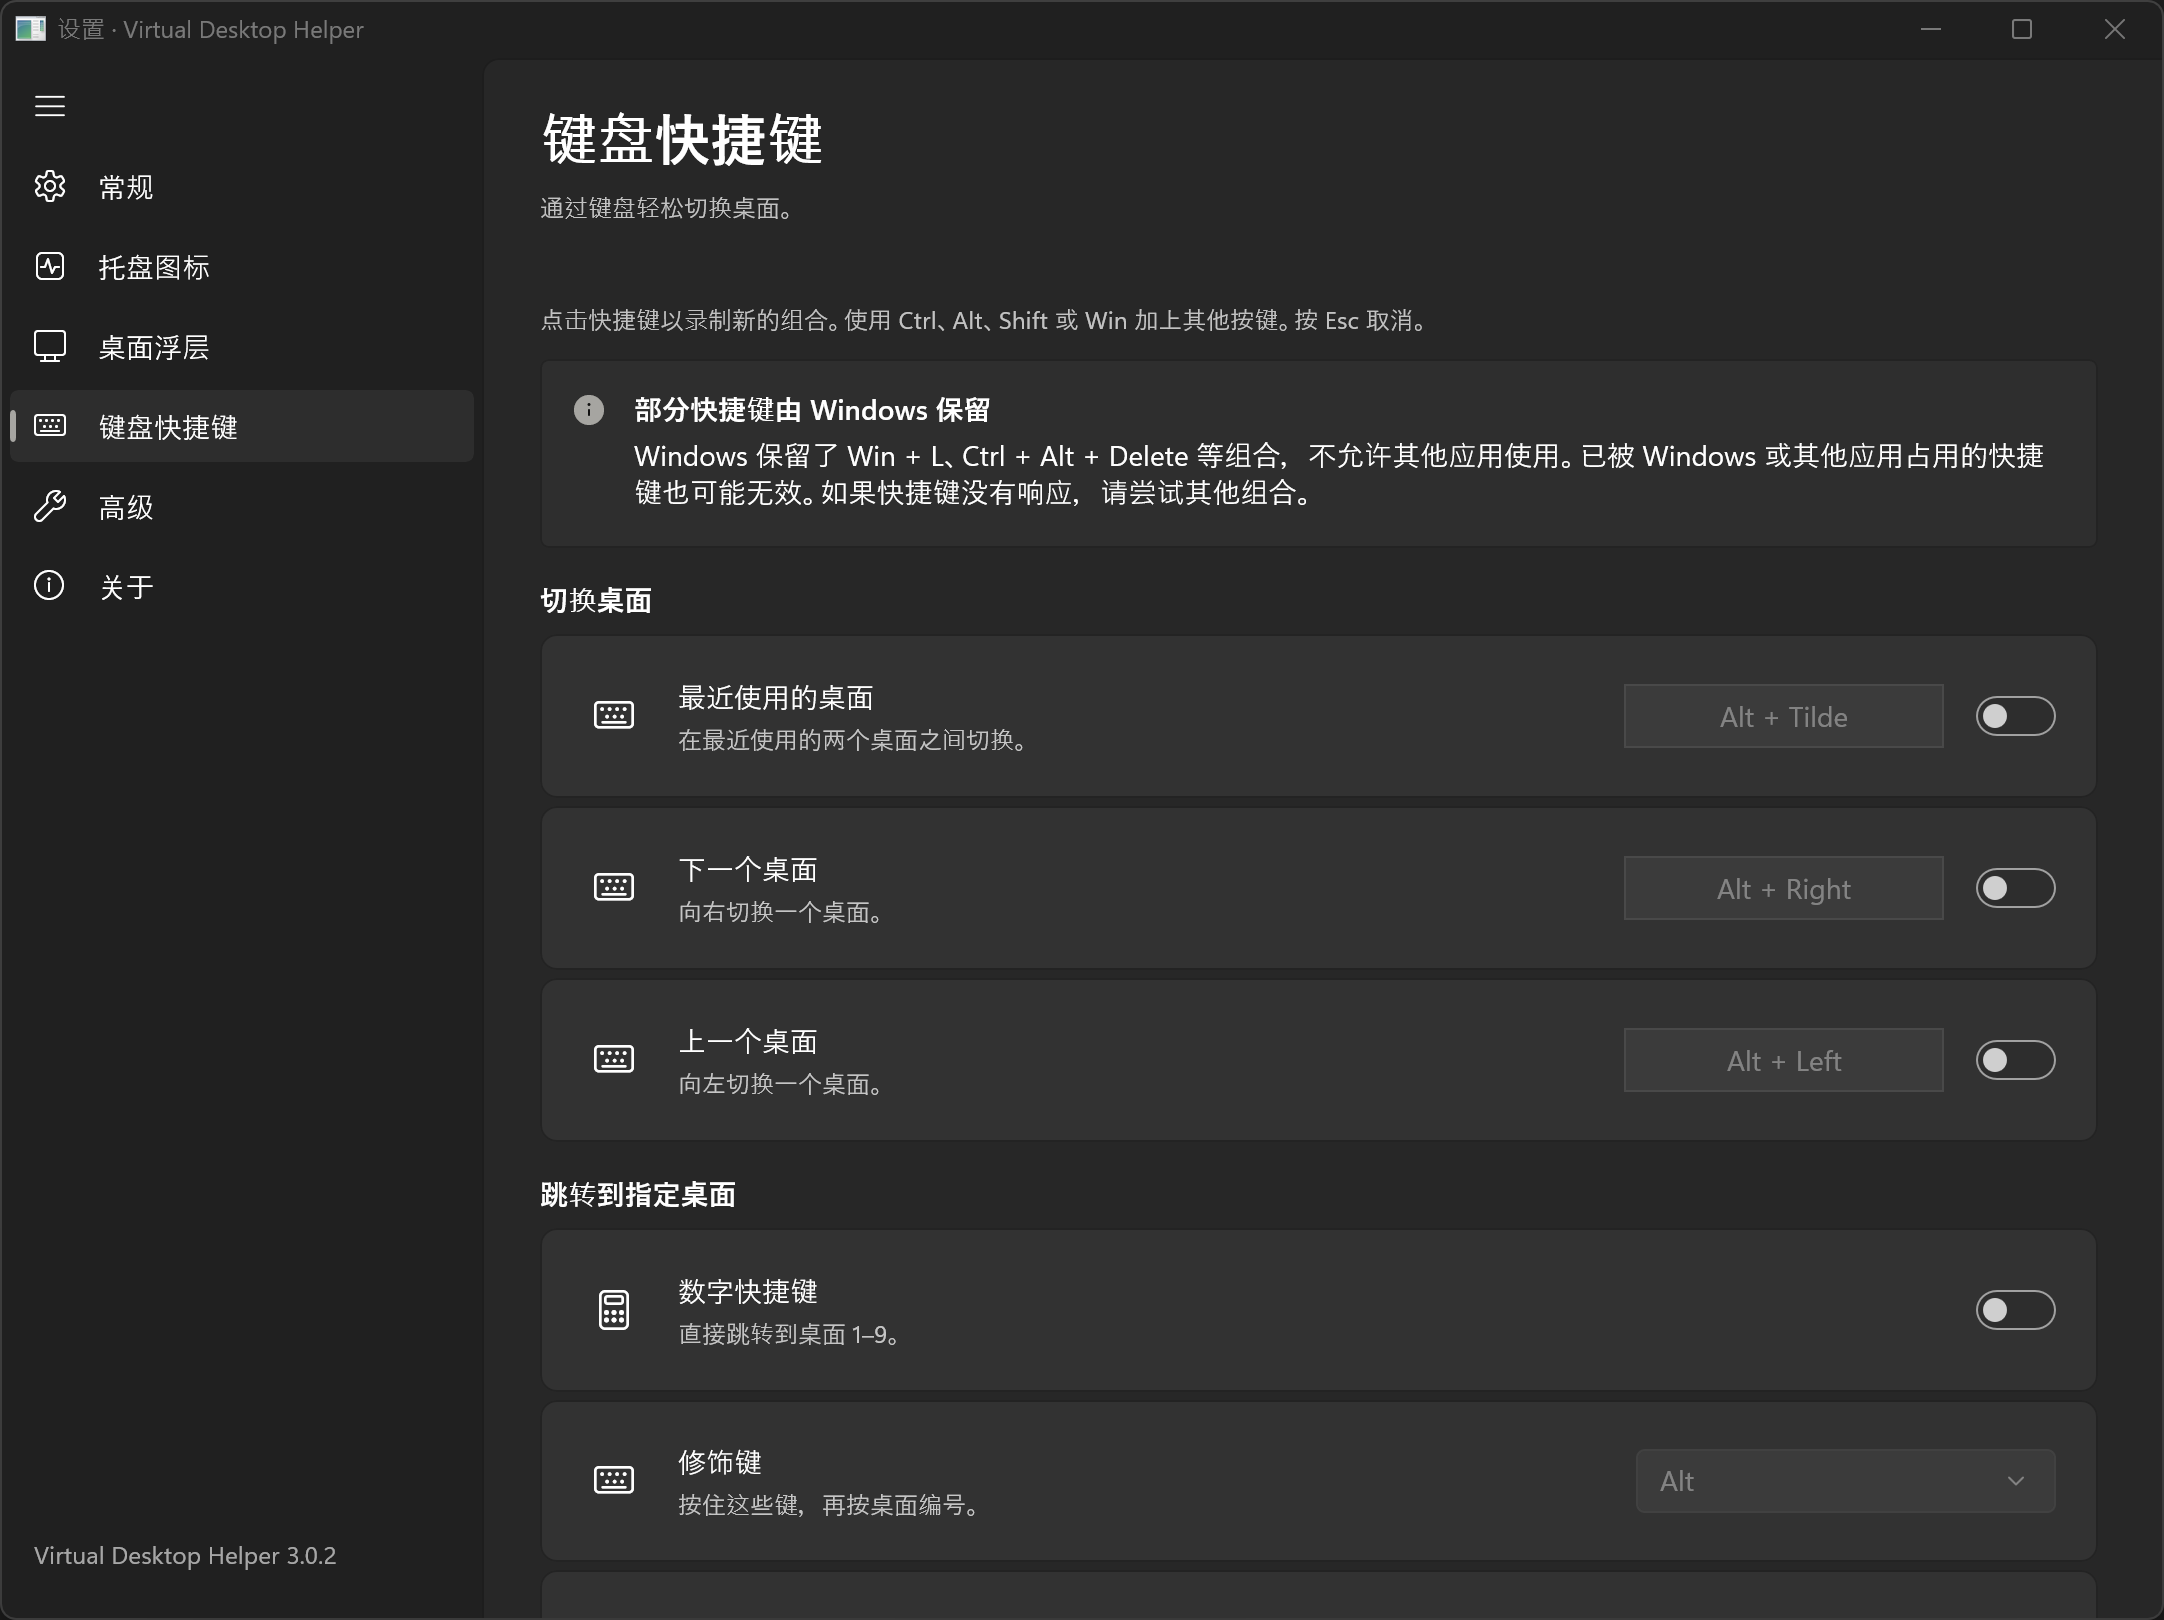 设置 · Virtual Desktop Helper
常规
托盘图标
桌面浮层
键盘快捷键
高级
关于
Virtual Desktop Helper 3.0.2
键盘快捷键
通过键盘轻松切换桌面。
点击快捷键以录制新的组合。使用 Ctrl、Alt、Shift 或 Win 加上其他按键。按 Esc 取消。
部分快捷键由 Windows 保留
Windows 保留了 Win + L、Ctrl + Alt + Delete 等组合，不允许其他应用使用。已被 Windows 或其他应用占用的快捷
键也可能无效。如果快捷键没有响应，请尝试其他组合。
切换桌面
最近使用的桌面
在最近使用的两个桌面之间切换。
Alt + Tilde
下一个桌面
向右切换一个桌面。
Alt + Right
上一个桌面
向左切换一个桌面。
Alt + Left
跳转到指定桌面
数字快捷键
直接跳转到桌面 1–9。
修饰键
按住这些键，再按桌面编号。
Alt